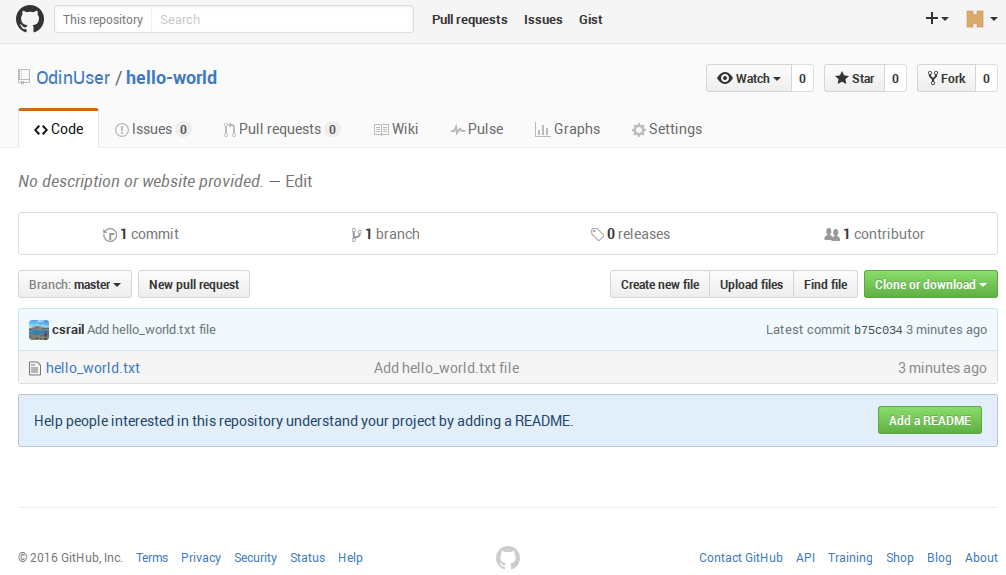 This repository Search Pull requests Issues Gist
OdinUser / hello-world Watch 0 Star 0 Fork 0
Code Issues 0 Pull requests 0 Wiki Pulse Graphs Settings
No description or website provided. — Edit
1 commit 1 branch 0 releases 1 contributor
Branch: master New pull request Create new file Upload files Find file Clone or download
csrail Add hello_world.txt file Latest commit b75c034 3 minutes ago
hello_world.txt Add hello_world.txt file 3 minutes ago
Help people interested in this repository understand your project by adding a README. Add a README
© 2016 GitHub, Inc. Terms Privacy Security Status Help Contact GitHub API Training Shop Blog About